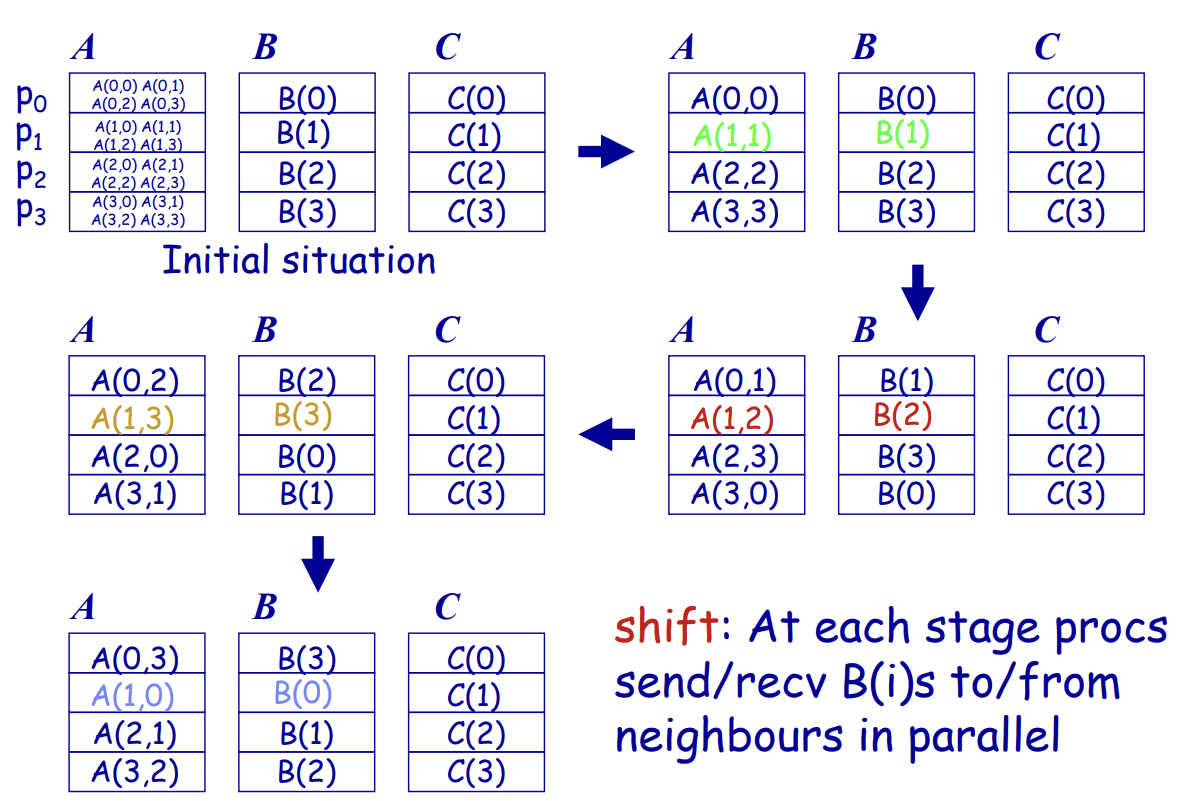 A B C
p0 A(0,0) A(0,1)
A(0,2) A(0,3) B(0) C(0)
p1 A(1,0) A(1,1)
A(1,2) A(1,3) B(1) C(1)
p2 A(2,0) A(2,1)
A(2,2) A(2,3) B(2) C(2)
p3 A(3,0) A(3,1)
A(3,2) A(3,3) B(3) C(3)
Initial situation
A B C
A(0,0) B(0) C(0)
A(1,1) B(1) C(1)
A(2,2) B(2) C(2)
A(3,3) B(3) C(3)
A B C
A(0,1) B(1) C(0)
A(1,2) B(2) C(1)
A(2,3) B(3) C(2)
A(3,0) B(0) C(3)
A B C
A(0,2) B(2) C(0)
A(1,3) B(3) C(1)
A(2,0) B(0) C(2)
A(3,1) B(1) C(3)
A B C
A(0,3) B(3) C(0)
A(1,0) B(0) C(1)
A(2,1) B(1) C(2)
A(3,2) B(2) C(3)
shift: At each stage procs
send/recv B(i)s to/from
neighbours in parallel